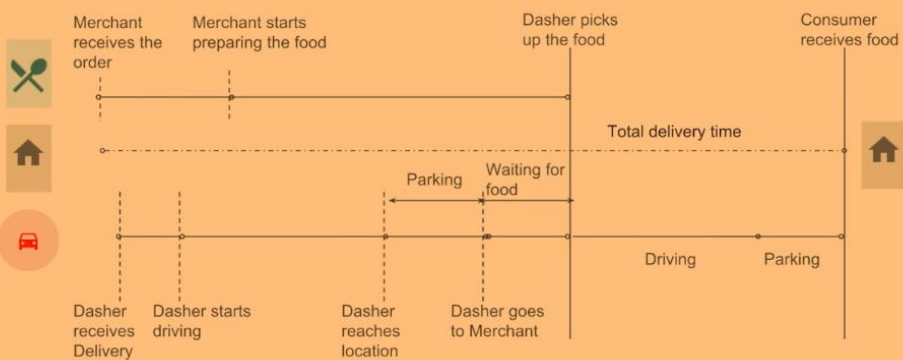 Merchant
receives the
order
Merchant starts
preparing the food
Dasher picks
up the food
Consumer
receives food
Total delivery time
Parking
Waiting for
food
Driving
Parking
Dasher
receives
Delivery
Dasher starts
driving
Dasher
reaches
location
Dasher goes
to Merchant